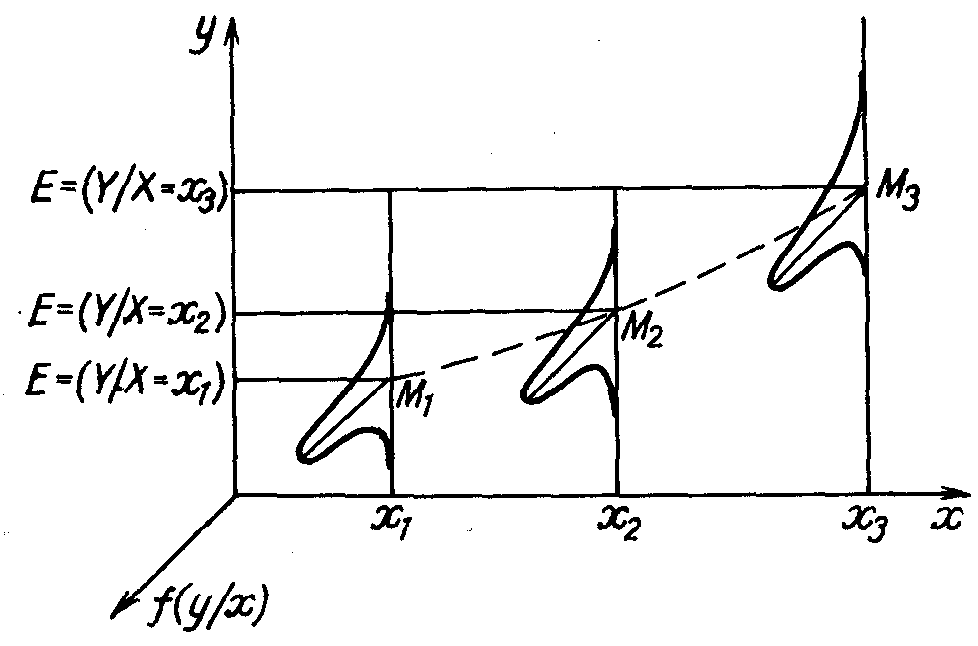 y
E=(Y/X=x₃)
M₃
E=(Y/X=x₂)
M₂
E=(Y/X=x₁)
M₁
x₁ x₂ x₃ x
f(y/x)